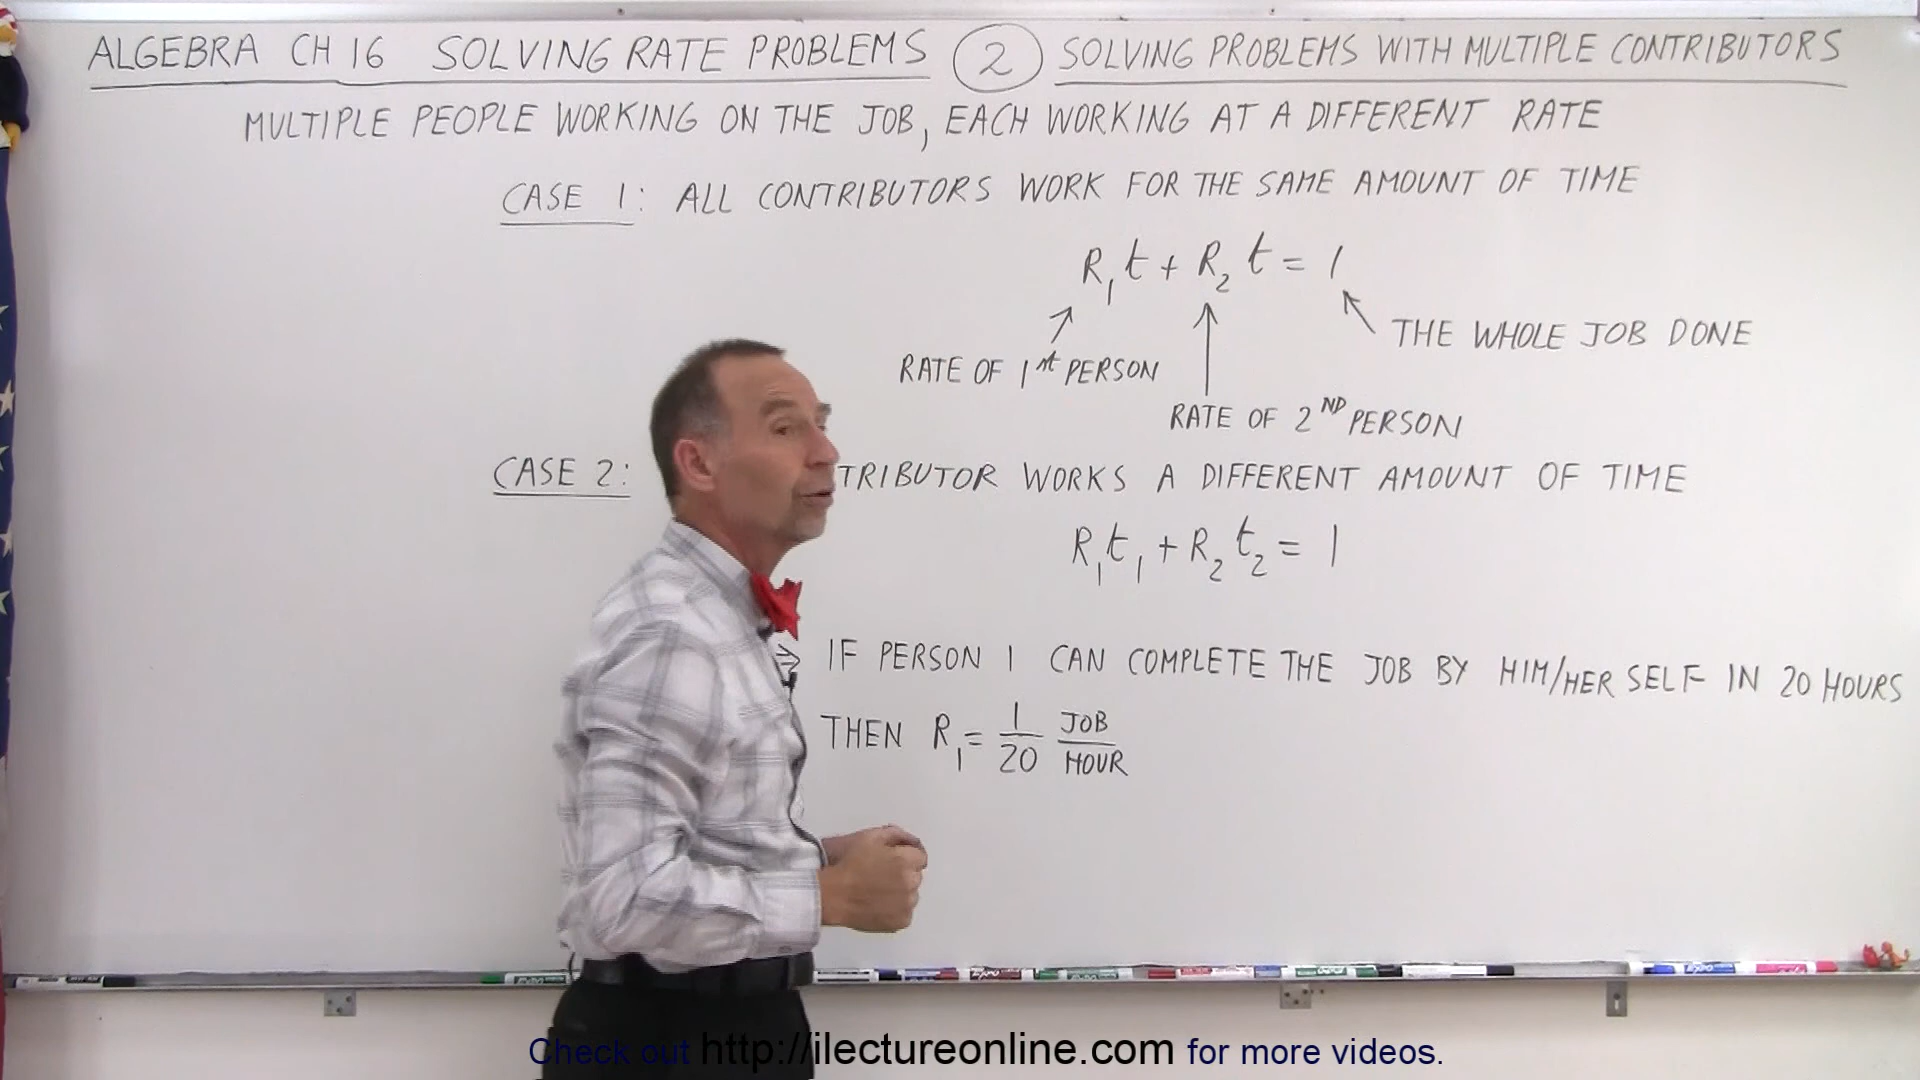 ALGEBRA CH 16 SOLVING RATE PROBLEMS 2 SOLVING PROBLEMS WITH MULTIPLE CONTRIBUTORS
MULTIPLE PEOPLE WORKING ON THE JOB, EACH WORKING AT A DIFFERENT RATE
CASE 1: ALL CONTRIBUTORS WORK FOR THE SAME AMOUNT OF TIME
R₁t + R₂t = 1
THE WHOLE JOB DONE
RATE OF 1st PERSON
RATE OF 2ND PERSON
CASE 2: TRIBUTOR WORKS A DIFFERENT AMOUNT OF TIME
R₁t₁ + R₂t₂ = 1
⇒ IF PERSON 1 CAN COMPLETE THE JOB BY HIM/HER SELF IN 20 HOURS
THEN R₁ = 1/20 JOB/HOUR
Check out http://ilectureonline.com for more videos.